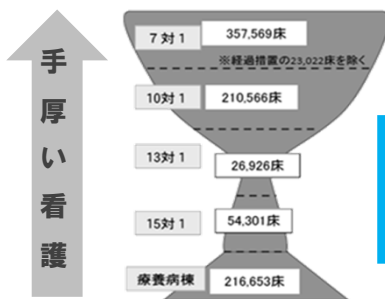 手厚い看護
7対1
357,569床
※経過措置の23,022床を除く
10対1
210,566床
13対1
26,926床
15対1
54,301床
療養病棟
216,653床